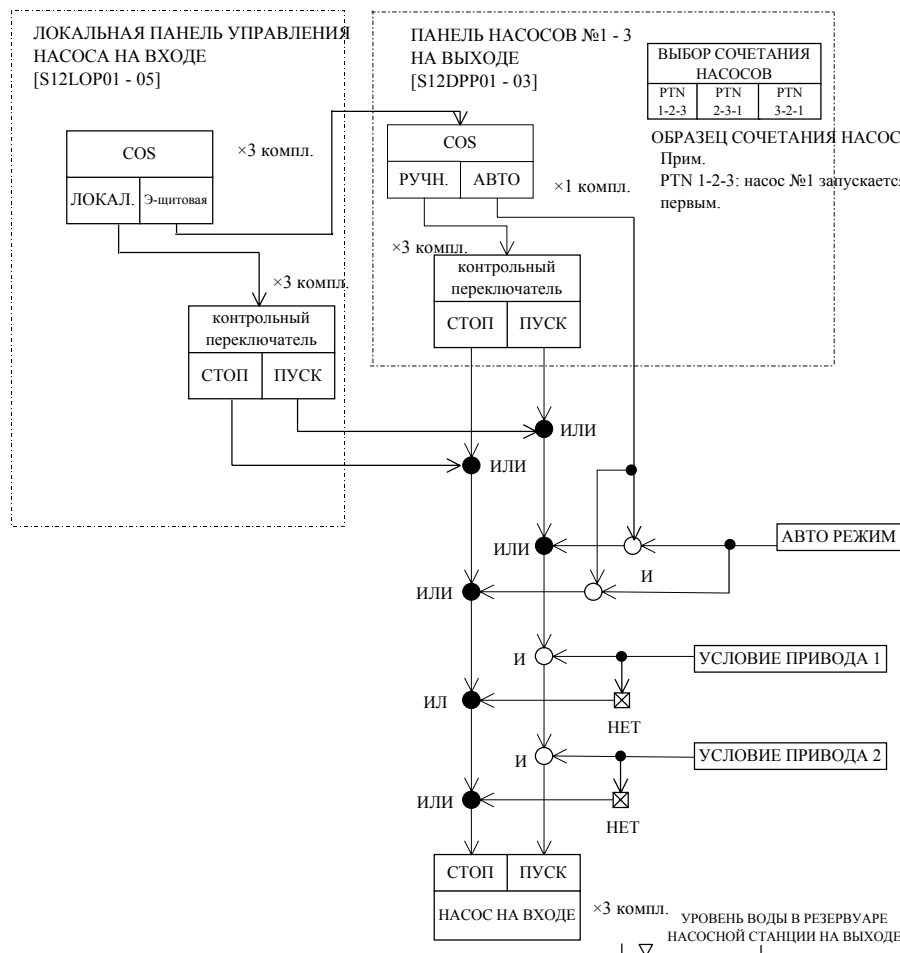 ЛОКАЛЬНАЯ ПАНЕЛЬ УПРАВЛЕНИЯ
НАСОСА НА ВХОДЕ
[S12LOP01 - 05]
ПАНЕЛЬ НАСОСОВ №1 - 3
НА ВЫХОДЕ
[S12DPP01 - 03]
ВЫБОР СОЧЕТАНИЯ
НАСОСОВ
PTN
1-2-3
PTN
2-3-1
PTN
3-2-1
ОБРАЗЕЦ СОЧЕТАНИЯ НАСОС
Прим.
PTN 1-2-3: насос №1 запускается
первым.
COS
ЛОКАЛ.
Э-щитовая
×3 компл.
COS
РУЧН.
АВТО
×1 компл.
×3 компл.
контрольный
переключатель
СТОП
ПУСК
×3 компл.
контрольный
переключатель
СТОП
ПУСК
ИЛИ
ИЛИ
ИЛИ
АВТО РЕЖИМ
И
ИЛИ
И
УСЛОВИЕ ПРИВОДА 1
ИЛ
НЕТ
И
УСЛОВИЕ ПРИВОДА 2
ИЛИ
НЕТ
СТОП
ПУСК
НАСОС НА ВХОДЕ
×3 компл.
УРОВЕНЬ ВОДЫ В РЕЗЕРВУАРЕ
НАСОСНОЙ СТАНЦИИ НА ВЫХОДЕ